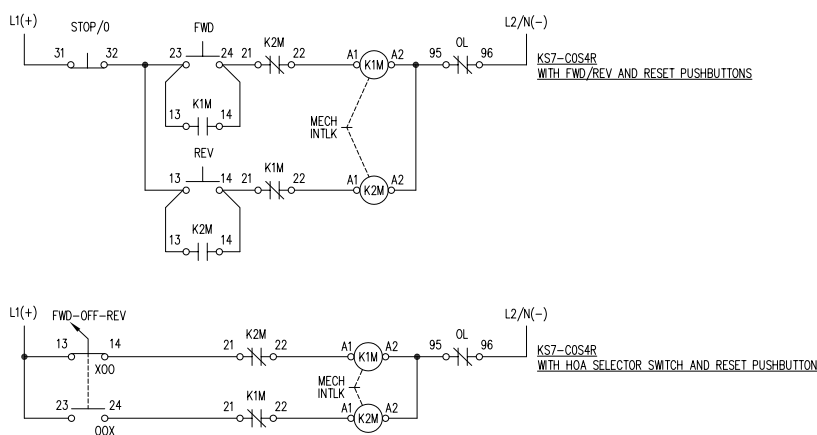 L1(+)
STOP/0
FWD
L2/N(-)
31 32 23 24 21 K2M 22 A1 K1M A2 95 OL 96
KS7-C0S4R
WITH FWD/REV AND RESET PUSHBUTTONS
K1M
13 14
MECH
INTLK
REV
13 14 21 K1M 22 A1 K2M A2
K2M
13 14
L1(+)
FWD-OFF-REV
L2/N(-)
13 14 21 K2M 22 A1 K1M A2 95 OL 96
XOO
KS7-C0S4R
WITH HOA SELECTOR SWITCH AND RESET PUSHBUTTON
MECH
INTLK
23 24 21 K1M 22 A1 K2M A2
OOX